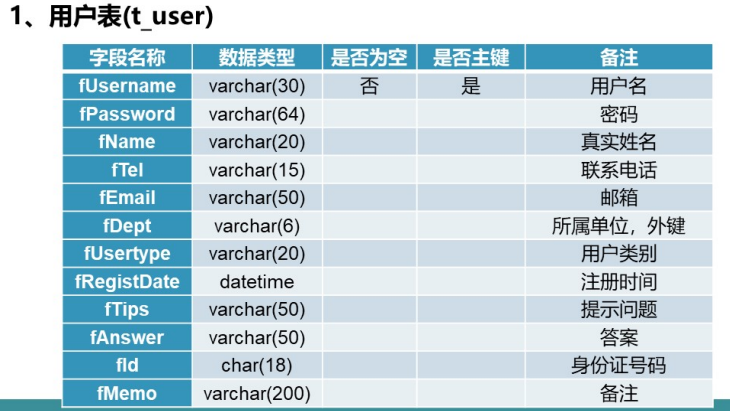 1、用户表(t_user)
字段名称 数据类型 是否为空 是否主键 备注
fUsername varchar(30) 否 是 用户名
fPassword varchar(64) 密码
fName varchar(20) 真实姓名
fTel varchar(15) 联系电话
fEmail varchar(50) 邮箱
fDept varchar(6) 所属单位，外键
fUsertype varchar(20) 用户类别
fRegistDate datetime 注册时间
fTips varchar(50) 提示问题
fAnswer varchar(50) 答案
fId char(18) 身份证号码
fMemo varchar(200) 备注